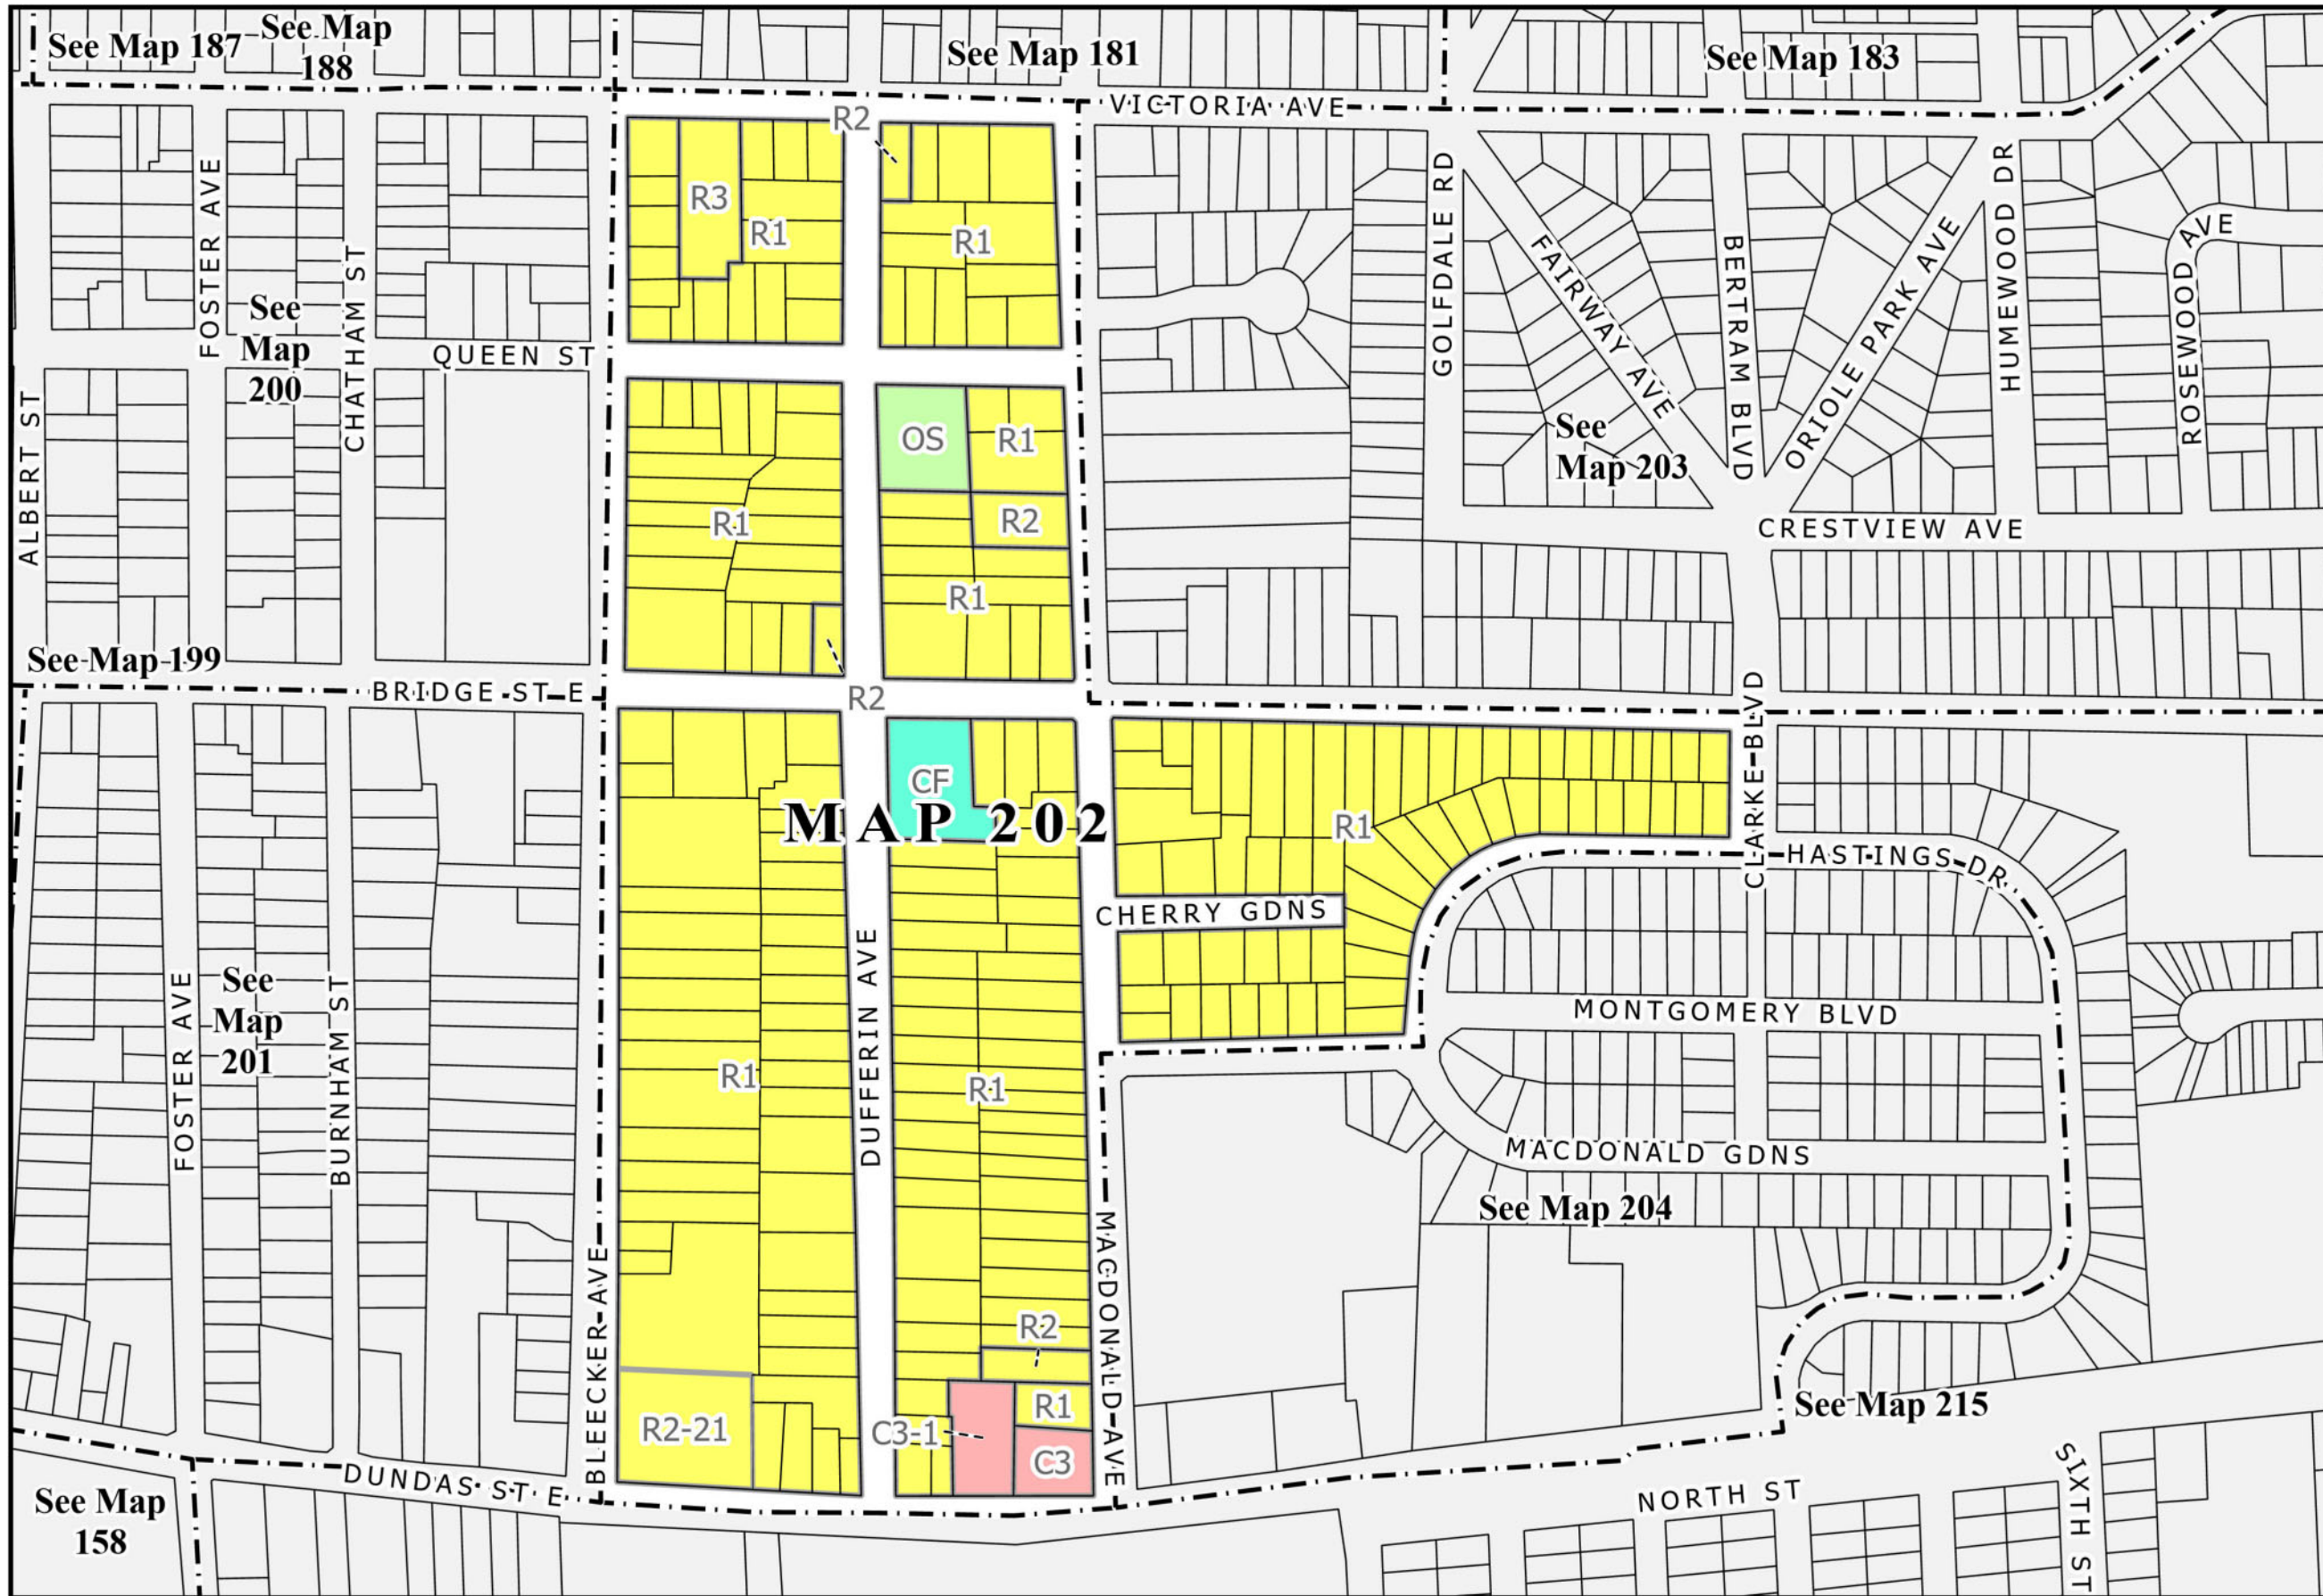 See Map 187
See Map
188
See Map 181
See Map 183
VICTORIA AVE
R2
R3
R1
R1
FOSTER AVE
CHATHAM ST
See
Map
200
QUEEN ST
ALBERT ST
GOLFDALE RD
FAIRWAY AVE
BERTRAM BLVD
ORIOLE PARK AVE
HUMEWOOD DR
ROSEWOOD AVE
OS
R1
See
Map 203
R1
R2
CRESTVIEW AVE
R1
See Map 199
BRIDGE ST E
R2
CF
MAP 202
R1
CLARKE BLVD
HASTINGS DR
CHERRY GDNS
See
Map
201
FOSTER AVE
BURNHAM ST
DUFFERIN AVE
MONTGOMERY BLVD
R1
R1
MACDONALD GDNS
See Map 204
BLEECKER AVE
MACDONALD AVE
R2
R1
See Map 215
R2-21
C3-1
C3
DUNDAS ST E
See Map
158
NORTH ST
SIXTH ST